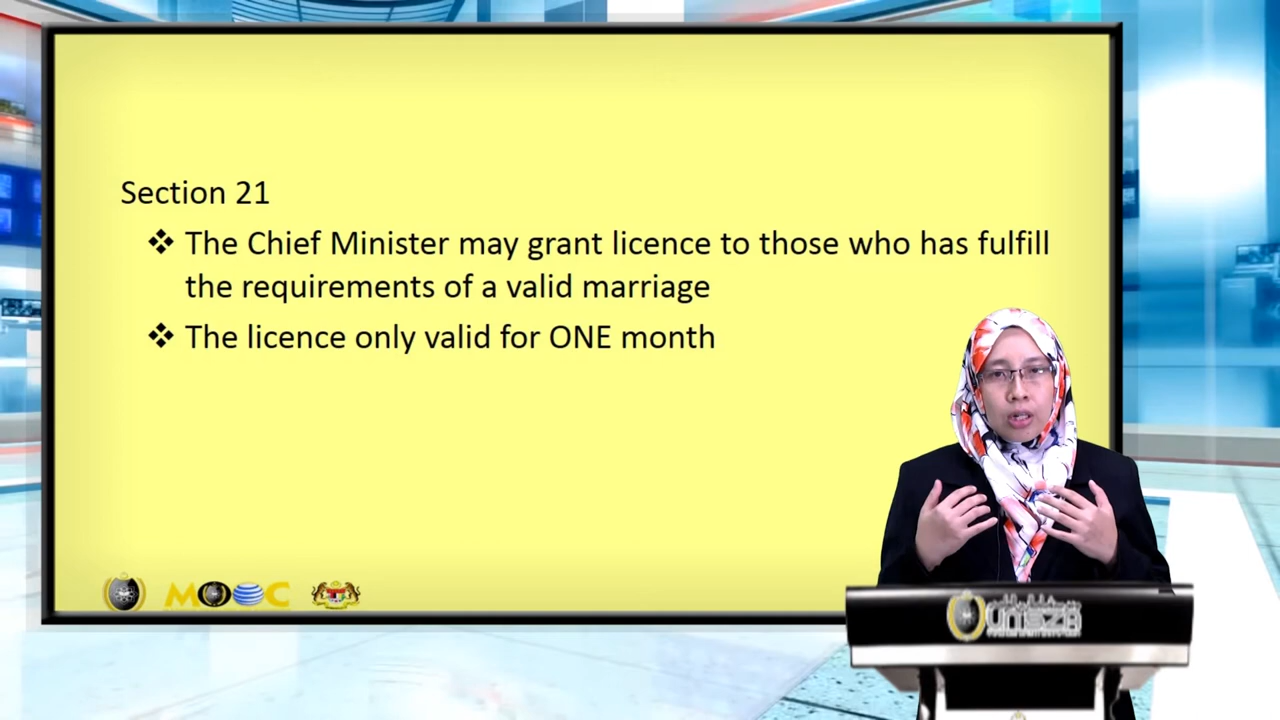 Section 21
❖ The Chief Minister may grant licence to those who has fulfill
the requirements of a valid marriage
❖ The licence only valid for ONE month
MOOC
UniSZA